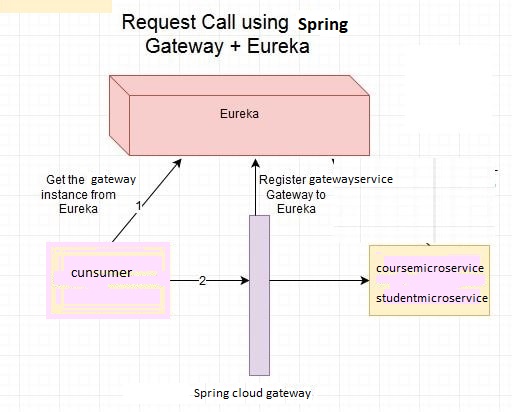 Request Call using Spring
Gateway + Eureka
Eureka
Get the gateway
instance from
Eureka
1
Register gatewayservice
Gateway to
Eureka
cunsumer
2
coursemicroservice
studentmicroservice
Spring cloud gateway